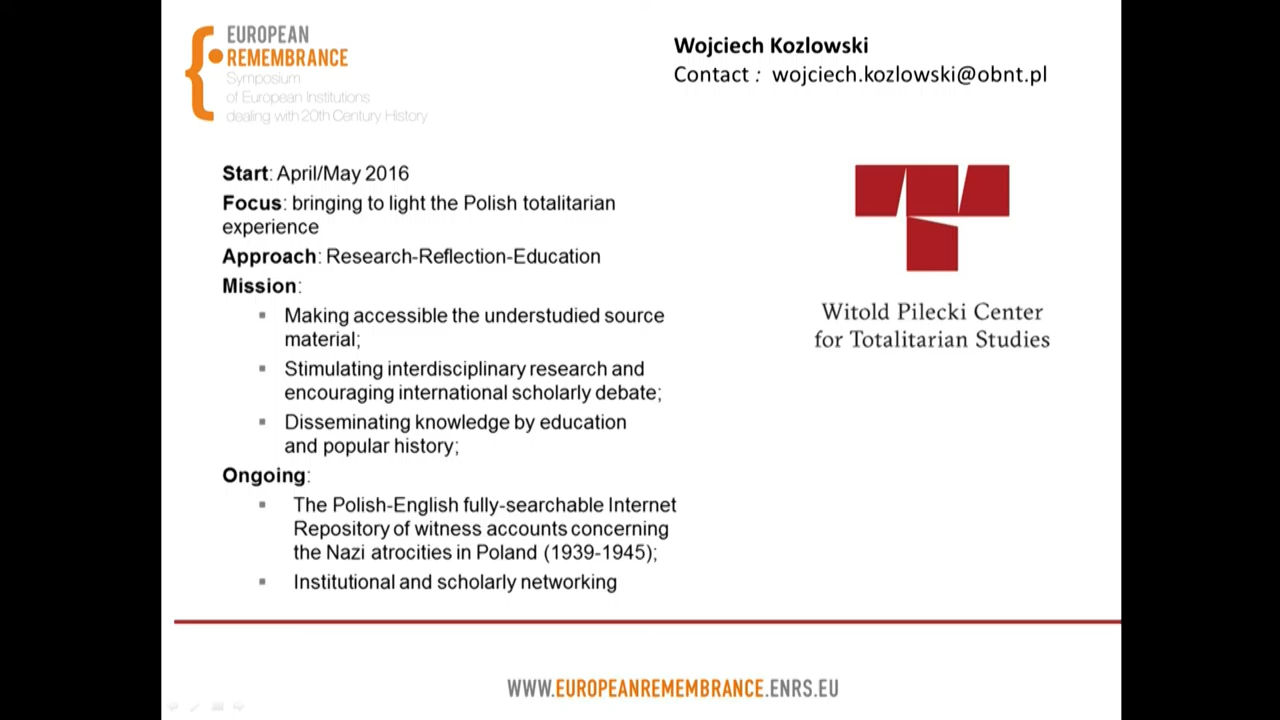 EUROPEAN
REMEMBRANCE
Symposium
of European Institutions
dealing with 20th Century History
Wojciech Kozlowski
Contact : wojciech.kozlowski@obnt.pl
Start: April/May 2016
Focus: bringing to light the Polish totalitarian
experience
Approach: Research-Reflection-Education
Mission:
▪ Making accessible the understudied source
material;
▪ Stimulating interdisciplinary research and
encouraging international scholarly debate;
▪ Disseminating knowledge by education
and popular history;
Ongoing:
▪ The Polish-English fully-searchable Internet
Repository of witness accounts concerning
the Nazi atrocities in Poland (1939-1945);
▪ Institutional and scholarly networking
Witold Pilecki Center
for Totalitarian Studies
WWW.EUROPEANREMEMBRANCE.ENRS.EU